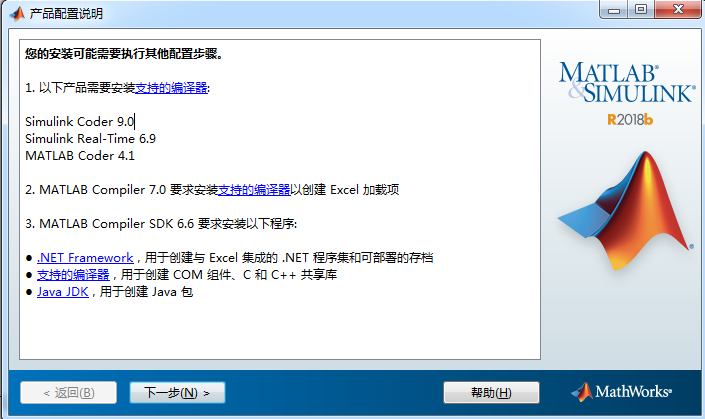 产品配置说明
您的安装可能需要执行其他配置步骤。
1. 以下产品需要安装支持的编译器:
Simulink Coder 9.0
Simulink Real-Time 6.9
MATLAB Coder 4.1
2. MATLAB Compiler 7.0 要求安装支持的编译器以创建 Excel 加载项
3. MATLAB Compiler SDK 6.6 要求安装以下程序:
● .NET Framework，用于创建与 Excel 集成的 .NET 程序集和可部署的存档
● 支持的编译器，用于创建 COM 组件、C 和 C++ 共享库
● Java JDK，用于创建 Java 包
MATLAB®
&SIMULINK®
R2018b
< 返回(B)
下一步(N) >
帮助(H)
MathWorks®